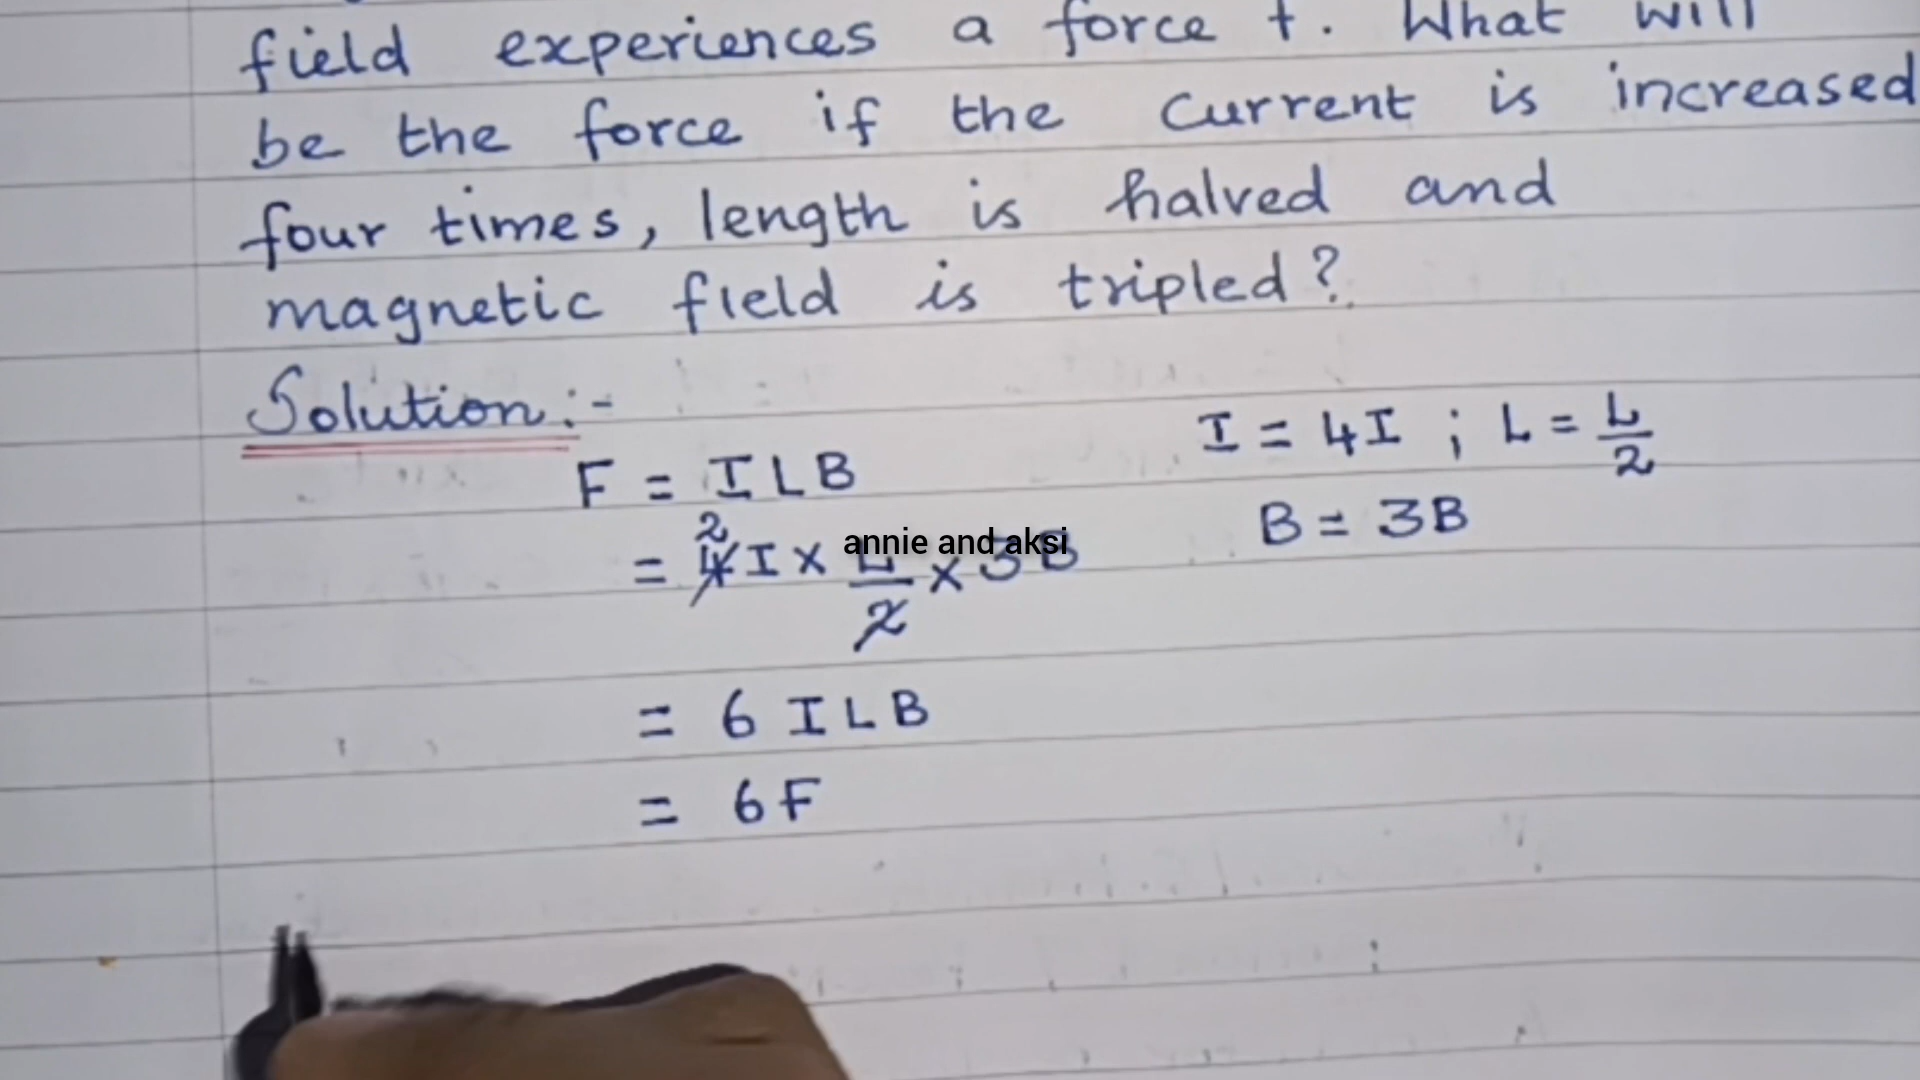 field experiences a force f. What will
be the force if the current is increased
four times, length is halved and
magnetic field is tripled?
Solution:-
F = ILB
I = 4I ; L = L/2
B = 3B
= 4I × L/2 × 3B
2
annie and aksi
= 6 ILB
= 6F